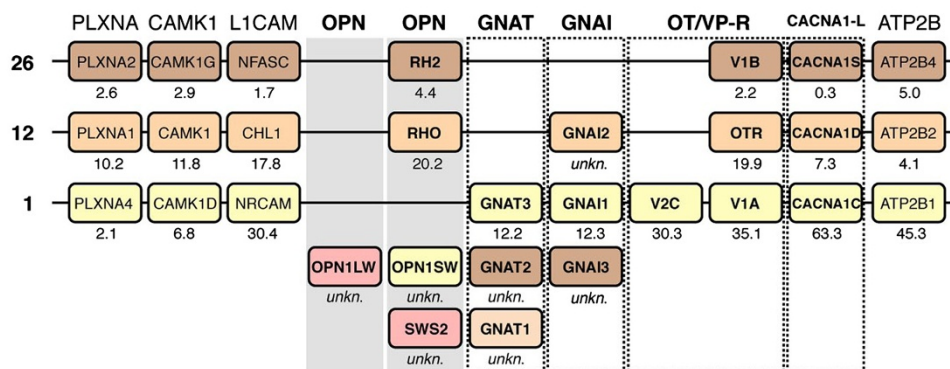 PLXNA CAMK1 L1CAM OPN OPN GNAT GNAI OT/VP-R CACNA1-L ATP2B
26 PLXNA2 CAMK1G NFASC RH2 V1B CACNA1S ATP2B4
2.6 2.9 1.7 4.4 2.2 0.3 5.0
12 PLXNA1 CAMK1 CHL1 RHO GNAI2 OTR CACNA1D ATP2B2
10.2 11.8 17.8 20.2 unkn. 19.9 7.3 4.1
1 PLXNA4 CAMK1D NRCAM GNAT3 GNAI1 V2C V1A CACNA1C ATP2B1
2.1 6.8 30.4 12.2 12.3 30.3 35.1 63.3 45.3
OPN1LW OPN1SW GNAT2 GNAI3
unkn. unkn. unkn. unkn.
SWS2 GNAT1
unkn. unkn.